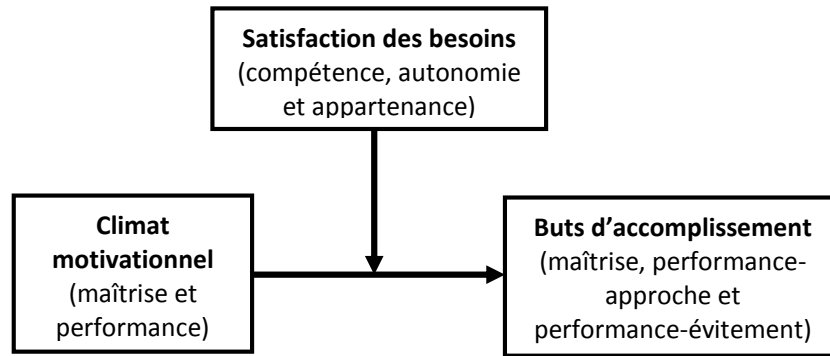 Satisfaction des besoins
(compétence, autonomie
et appartenance)
Climat
motivationnel
(maîtrise et
performance)
Buts d’accomplissement
(maîtrise, performance-
approche et
performance-évitement)